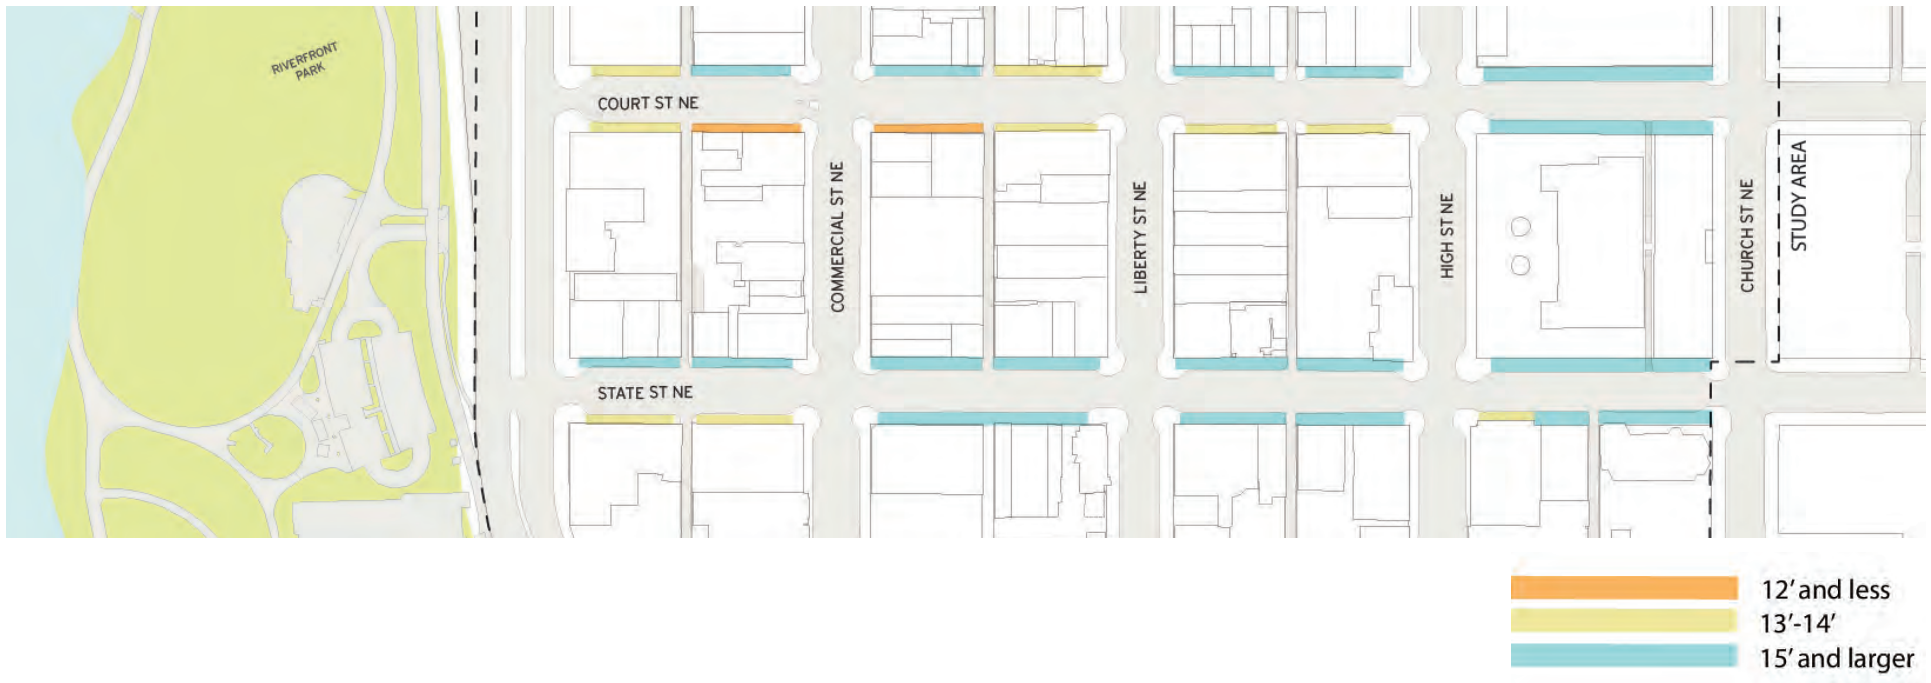 RIVERFRONT
PARK
COURT ST NE
COMMERCIAL ST NE
LIBERTY ST NE
HIGH ST NE
CHURCH ST NE
STUDY AREA
STATE ST NE
12' and less
13'-14'
15' and larger